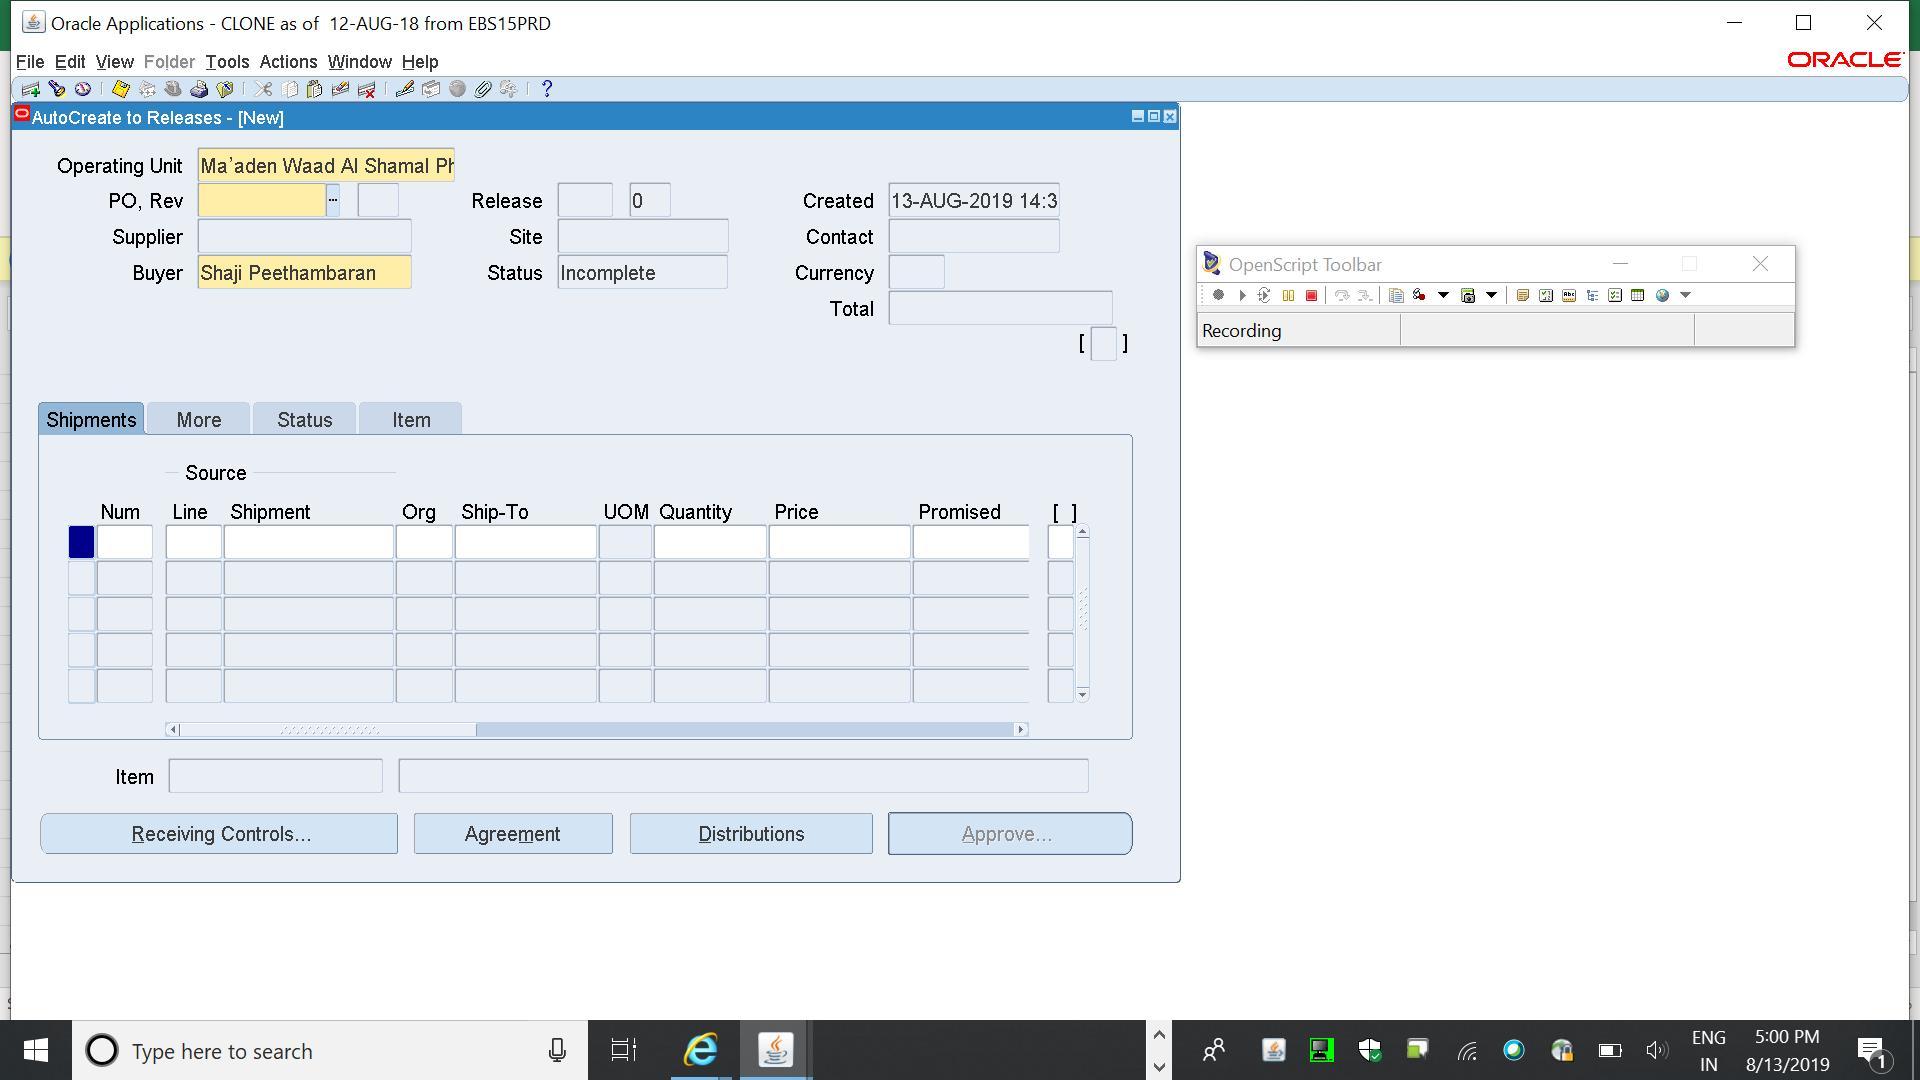 Oracle Applications - CLONE as of  12-AUG-18 from EBS15PRD
File Edit View Folder Tools Actions Window Help
ORACLE
AutoCreate to Releases - [New]
Operating Unit Ma'aden Waad Al Shamal Ph
PO, Rev ... Release 0 Created 13-AUG-2019 14:3
Supplier Site Contact
Buyer Shaji Peethambaran Status Incomplete Currency
Total
[ ]
OpenScript Toolbar
Recording
Shipments More Status Item
Source
Num Line Shipment Org Ship-To UOM Quantity Price Promised [ ]
Item
Receiving Controls... Agreement Distributions Approve...
Type here to search
ENG 5:00 PM
IN 8/13/2019
1